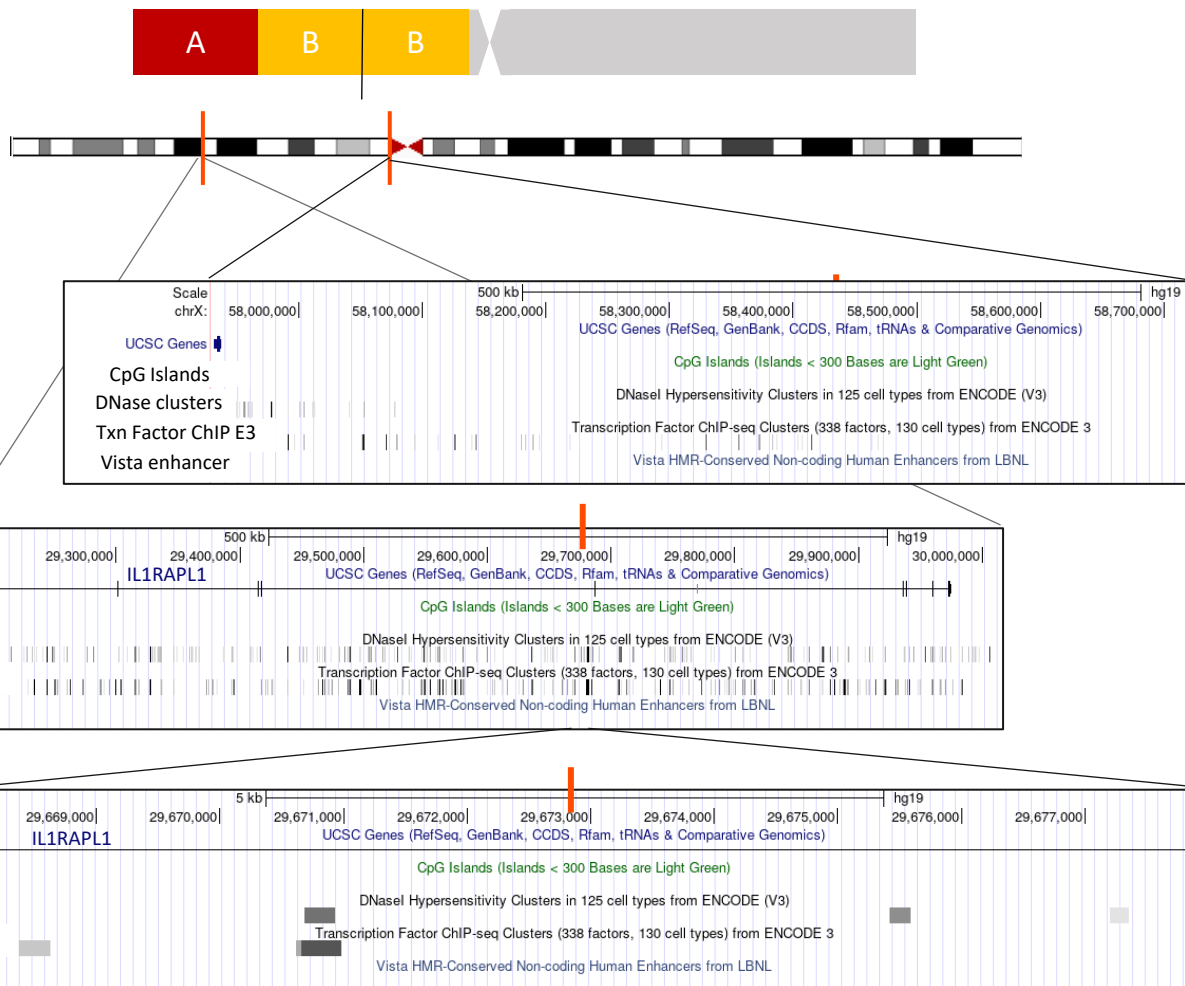 A B B
Scale 500 kb hg19
chrX: 58,000,000 58,100,000 58,200,000 58,300,000 58,400,000 58,500,000 58,600,000 58,700,000
UCSC Genes (RefSeq, GenBank, CCDS, Rfam, tRNAs & Comparative Genomics)
UCSC Genes
CpG Islands (Islands < 300 Bases are Light Green)
CpG Islands
DNaseI Hypersensitivity Clusters in 125 cell types from ENCODE (V3)
DNase clusters
Transcription Factor ChIP-seq Clusters (338 factors, 130 cell types) from ENCODE 3
Txn Factor ChIP E3
Vista HMR-Conserved Non-coding Human Enhancers from LBNL
Vista enhancer
500 kb hg19
29,300,000 29,400,000 29,500,000 29,600,000 29,700,000 29,800,000 29,900,000 30,000,000
IL1RAPL1 UCSC Genes (RefSeq, GenBank, CCDS, Rfam, tRNAs & Comparative Genomics)
CpG Islands (Islands < 300 Bases are Light Green)
DNaseI Hypersensitivity Clusters in 125 cell types from ENCODE (V3)
Transcription Factor ChIP-seq Clusters (338 factors, 130 cell types) from ENCODE 3
Vista HMR-Conserved Non-coding Human Enhancers from LBNL
5 kb hg19
29,669,000 29,670,000 29,671,000 29,672,000 29,673,000 29,674,000 29,675,000 29,676,000 29,677,000
IL1RAPL1 UCSC Genes (RefSeq, GenBank, CCDS, Rfam, tRNAs & Comparative Genomics)
CpG Islands (Islands < 300 Bases are Light Green)
DNaseI Hypersensitivity Clusters in 125 cell types from ENCODE (V3)
Transcription Factor ChIP-seq Clusters (338 factors, 130 cell types) from ENCODE 3
Vista HMR-Conserved Non-coding Human Enhancers from LBNL